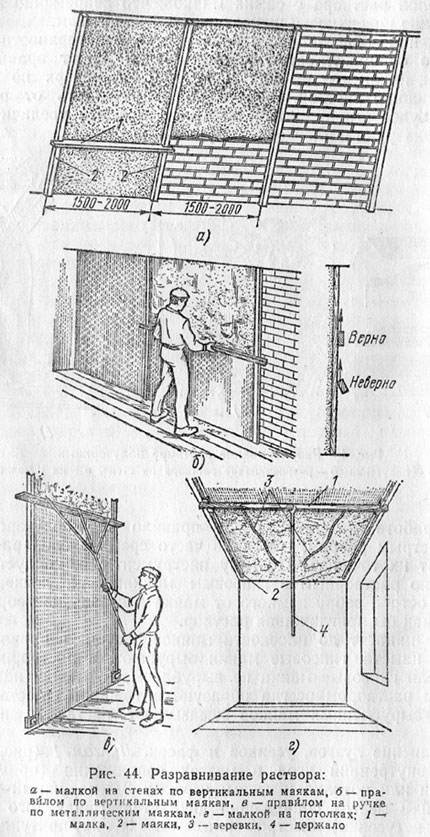 1
2
2
1500-2000
1500-2000
а)
Верно
Неверно
б)
3
1
2
4
в)
г)
Рис. 44. Разравнивание раствора:
а — малкой на стенах по вертикальным маякам, б — пра-
вилом по вертикальным маякам, в — правилом на ручке
по металлическим маякам, г — малкой на потолках; 1 —
малка, 2 — маяки, 3 — веревки, 4 — держало